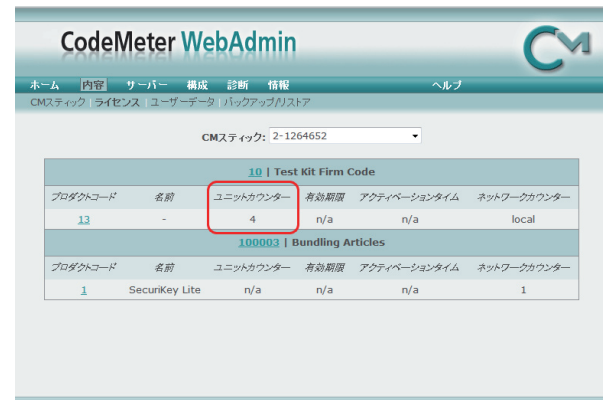 CodeMeter WebAdmin
CM
ホーム 内容 サーバー 構成 診断 情報 ヘルプ
CMスティック | ライセンス | ユーザーデータ | バックアップ/リストア
CMスティック: 2-1264652
10 | Test Kit Firm Code
プロダクトコード 名前 ユニットカウンター 有効期限 アクティベーションタイム ネットワークカウンター
13 - 4 n/a n/a local
100003 | Bundling Articles
プロダクトコード 名前 ユニットカウンター 有効期限 アクティベーションタイム ネットワークカウンター
1 SecuriKey Lite n/a n/a n/a 1